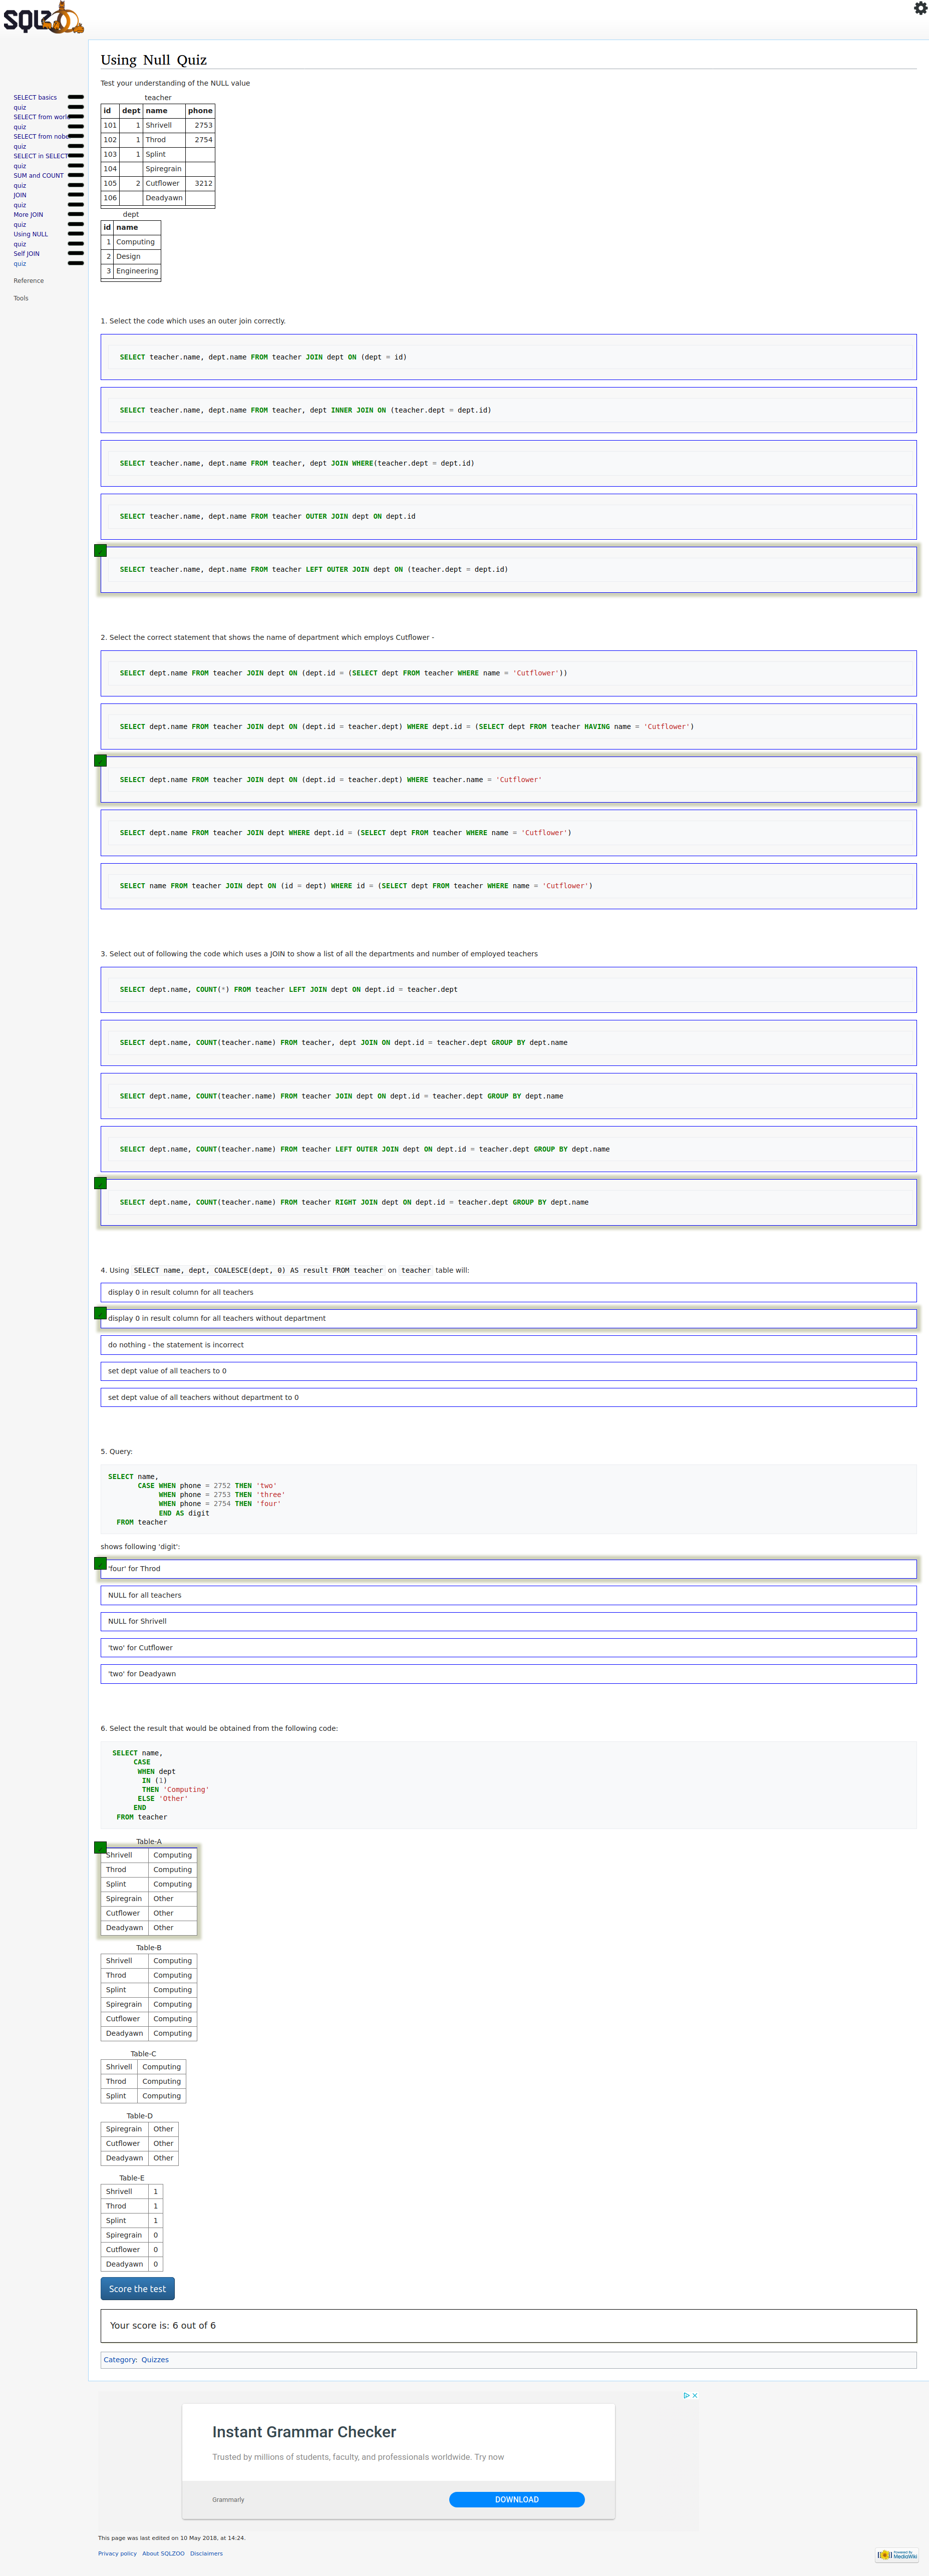 SQLZOO
Using Null Quiz
Test your understanding of the NULL value
SELECT basics
quiz
SELECT from world
quiz
SELECT from nobel
quiz
SELECT in SELECT
quiz
SUM and COUNT
quiz
JOIN
quiz
More JOIN
quiz
Using NULL
quiz
Self JOIN
quiz
Reference
Tools
teacher
id dept name phone
101 1 Shrivell 2753
102 1 Throd 2754
103 1 Splint
104 Spiregrain
105 2 Cutflower 3212
106 Deadyawn
dept
id name
1 Computing
2 Design
3 Engineering
1. Select the code which uses an outer join correctly.
SELECT teacher.name, dept.name FROM teacher JOIN dept ON (dept = id)
SELECT teacher.name, dept.name FROM teacher, dept INNER JOIN ON (teacher.dept = dept.id)
SELECT teacher.name, dept.name FROM teacher, dept JOIN WHERE(teacher.dept = dept.id)
SELECT teacher.name, dept.name FROM teacher OUTER JOIN dept ON dept.id
SELECT teacher.name, dept.name FROM teacher LEFT OUTER JOIN dept ON (teacher.dept = dept.id)
2. Select the correct statement that shows the name of department which employs Cutflower -
SELECT dept.name FROM teacher JOIN dept ON (dept.id = (SELECT dept FROM teacher WHERE name = 'Cutflower'))
SELECT dept.name FROM teacher JOIN dept ON (dept.id = teacher.dept) WHERE dept.id = (SELECT dept FROM teacher HAVING name = 'Cutflower')
SELECT dept.name FROM teacher JOIN dept ON (dept.id = teacher.dept) WHERE teacher.name = 'Cutflower'
SELECT dept.name FROM teacher JOIN dept WHERE dept.id = (SELECT dept FROM teacher WHERE name = 'Cutflower')
SELECT name FROM teacher JOIN dept ON (id = dept) WHERE id = (SELECT dept FROM teacher WHERE name = 'Cutflower')
3. Select out of following the code which uses a JOIN to show a list of all the departments and number of employed teachers
SELECT dept.name, COUNT(*) FROM teacher LEFT JOIN dept ON dept.id = teacher.dept
SELECT dept.name, COUNT(teacher.name) FROM teacher, dept JOIN ON dept.id = teacher.dept GROUP BY dept.name
SELECT dept.name, COUNT(teacher.name) FROM teacher JOIN dept ON dept.id = teacher.dept GROUP BY dept.name
SELECT dept.name, COUNT(teacher.name) FROM teacher LEFT OUTER JOIN dept ON dept.id = teacher.dept GROUP BY dept.name
SELECT dept.name, COUNT(teacher.name) FROM teacher RIGHT JOIN dept ON dept.id = teacher.dept GROUP BY dept.name
4. Using SELECT name, dept, COALESCE(dept, 0) AS result FROM teacher on teacher table will:
display 0 in result column for all teachers
display 0 in result column for all teachers without department
do nothing - the statement is incorrect
set dept value of all teachers to 0
set dept value of all teachers without department to 0
5. Query:
SELECT name,
CASE WHEN phone = 2752 THEN 'two'
WHEN phone = 2753 THEN 'three'
WHEN phone = 2754 THEN 'four'
END AS digit
FROM teacher
shows following 'digit':
'four' for Throd
NULL for all teachers
NULL for Shrivell
'two' for Cutflower
'two' for Deadyawn
6. Select the result that would be obtained from the following code:
SELECT name,
CASE
WHEN dept
IN (1)
THEN 'Computing'
ELSE 'Other'
END
FROM teacher
Table-A
Shrivell Computing
Throd Computing
Splint Computing
Spiregrain Other
Cutflower Other
Deadyawn Other
Table-B
Shrivell Computing
Throd Computing
Splint Computing
Spiregrain Computing
Cutflower Computing
Deadyawn Computing
Table-C
Shrivell Computing
Throd Computing
Splint Computing
Table-D
Spiregrain Other
Cutflower Other
Deadyawn Other
Table-E
Shrivell 1
Throd 1
Splint 1
Spiregrain 0
Cutflower 0
Deadyawn 0
Score the test
Your score is: 6 out of 6
Category: Quizzes
Instant Grammar Checker
Trusted by millions of students, faculty, and professionals worldwide. Try now
Grammarly
DOWNLOAD
This page was last edited on 10 May 2018, at 14:24.
Privacy policy About SQLZOO Disclaimers
Powered By
MediaWiki